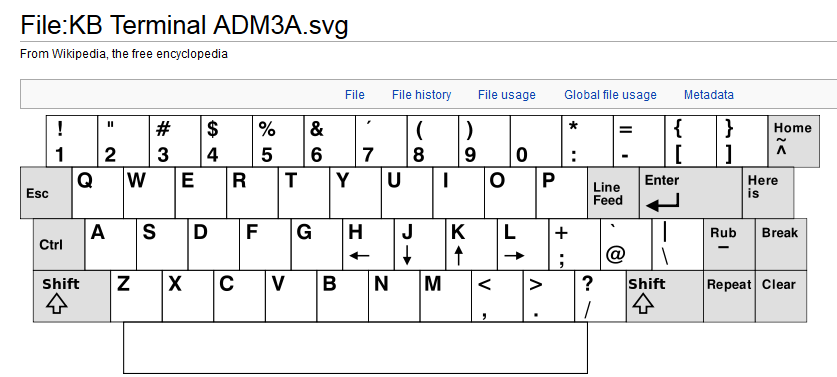 File:KB Terminal ADM3A.svg
From Wikipedia, the free encyclopedia
File File history File usage Global file usage Metadata
! " # $ % & ´ ( ) * = { } Home
1 2 3 4 5 6 7 8 9 0 : - [ ] ~ ^
Esc Q W E R T Y U I O P Line Feed Enter Here is
Ctrl A S D F G H J K L + ` | Rub Break
← ↓ ↑ → ; @ \ _
Shift Z X C V B N M < > ? Shift Repeat Clear
, . /